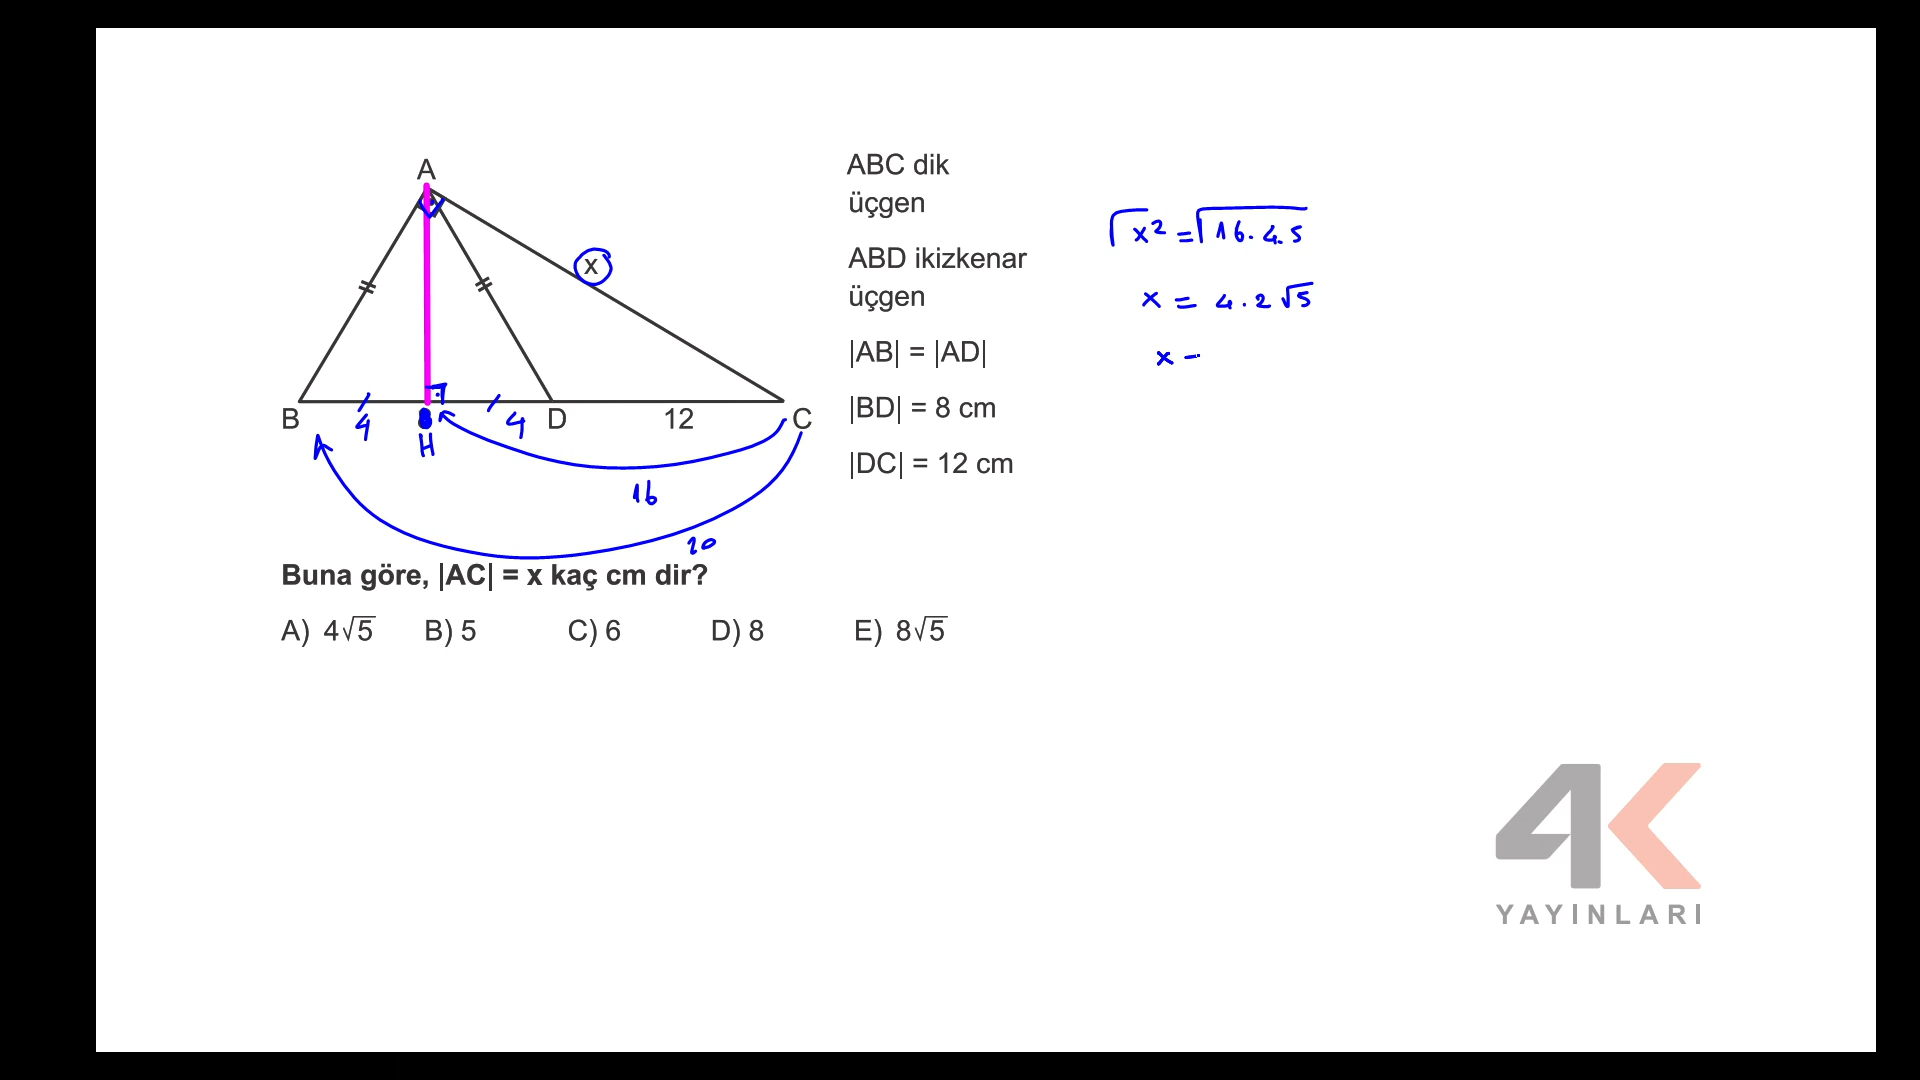 A
x
B
4
H
4
D
12
C
16
20
ABC dik
üçgen
ABD ikizkenar
üçgen
|AB| = |AD|
|BD| = 8 cm
|DC| = 12 cm
√x² = √16.4.5
x = 4.2√5
x -
Buna göre, |AC| = x kaç cm dir?
A) 4√5 B) 5 C) 6 D) 8 E) 8√5
4K
YAYINLARI